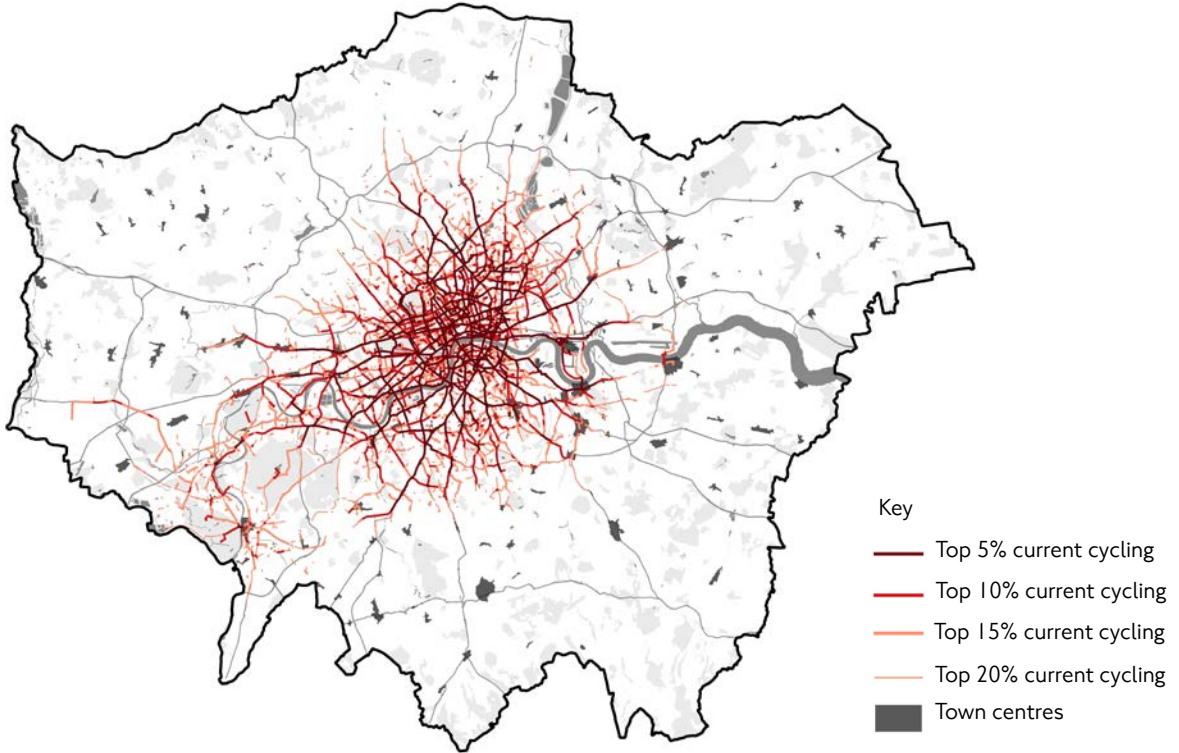 Key
Top 5% current cycling
Top 10% current cycling
Top 15% current cycling
Top 20% current cycling
Town centres